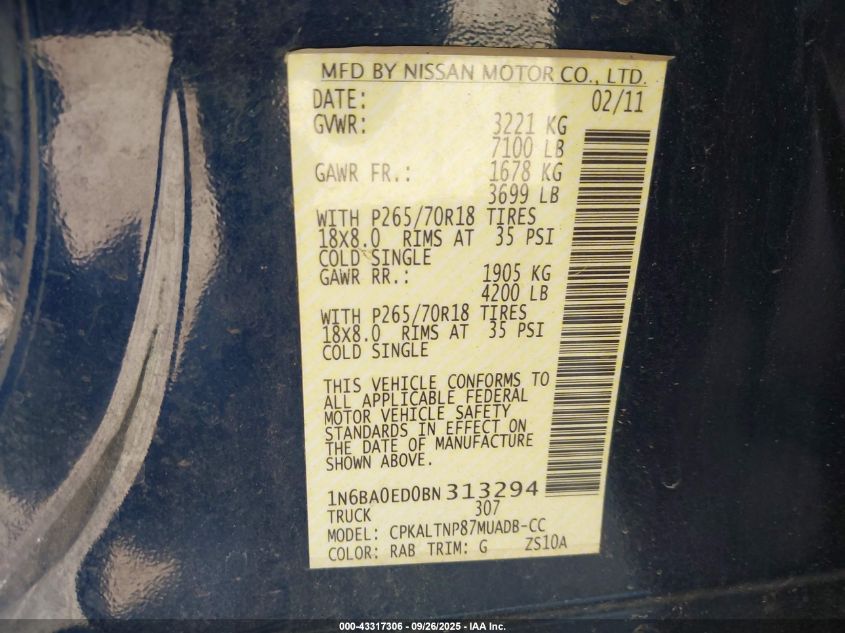 MFD BY NISSAN MOTOR CO., LTD.
DATE: 02/11
GVWR: 3221 KG
7100 LB
GAWR FR.: 1678 KG
3699 LB
WITH P265/70R18 TIRES
18X8.0 RIMS AT 35 PSI
COLD SINGLE
GAWR RR.: 1905 KG
4200 LB
WITH P265/70R18 TIRES
18X8.0 RIMS AT 35 PSI
COLD SINGLE
THIS VEHICLE CONFORMS TO
ALL APPLICABLE FEDERAL
MOTOR VEHICLE SAFETY
STANDARDS IN EFFECT ON
THE DATE OF MANUFACTURE
SHOWN ABOVE.
1N6BA0ED0BN313294
TRUCK 307
MODEL: CPKALTNP87MUADB-CC
COLOR: RAB TRIM: G ZS10A
000-43317306 - 09/26/2025 - IAA Inc.